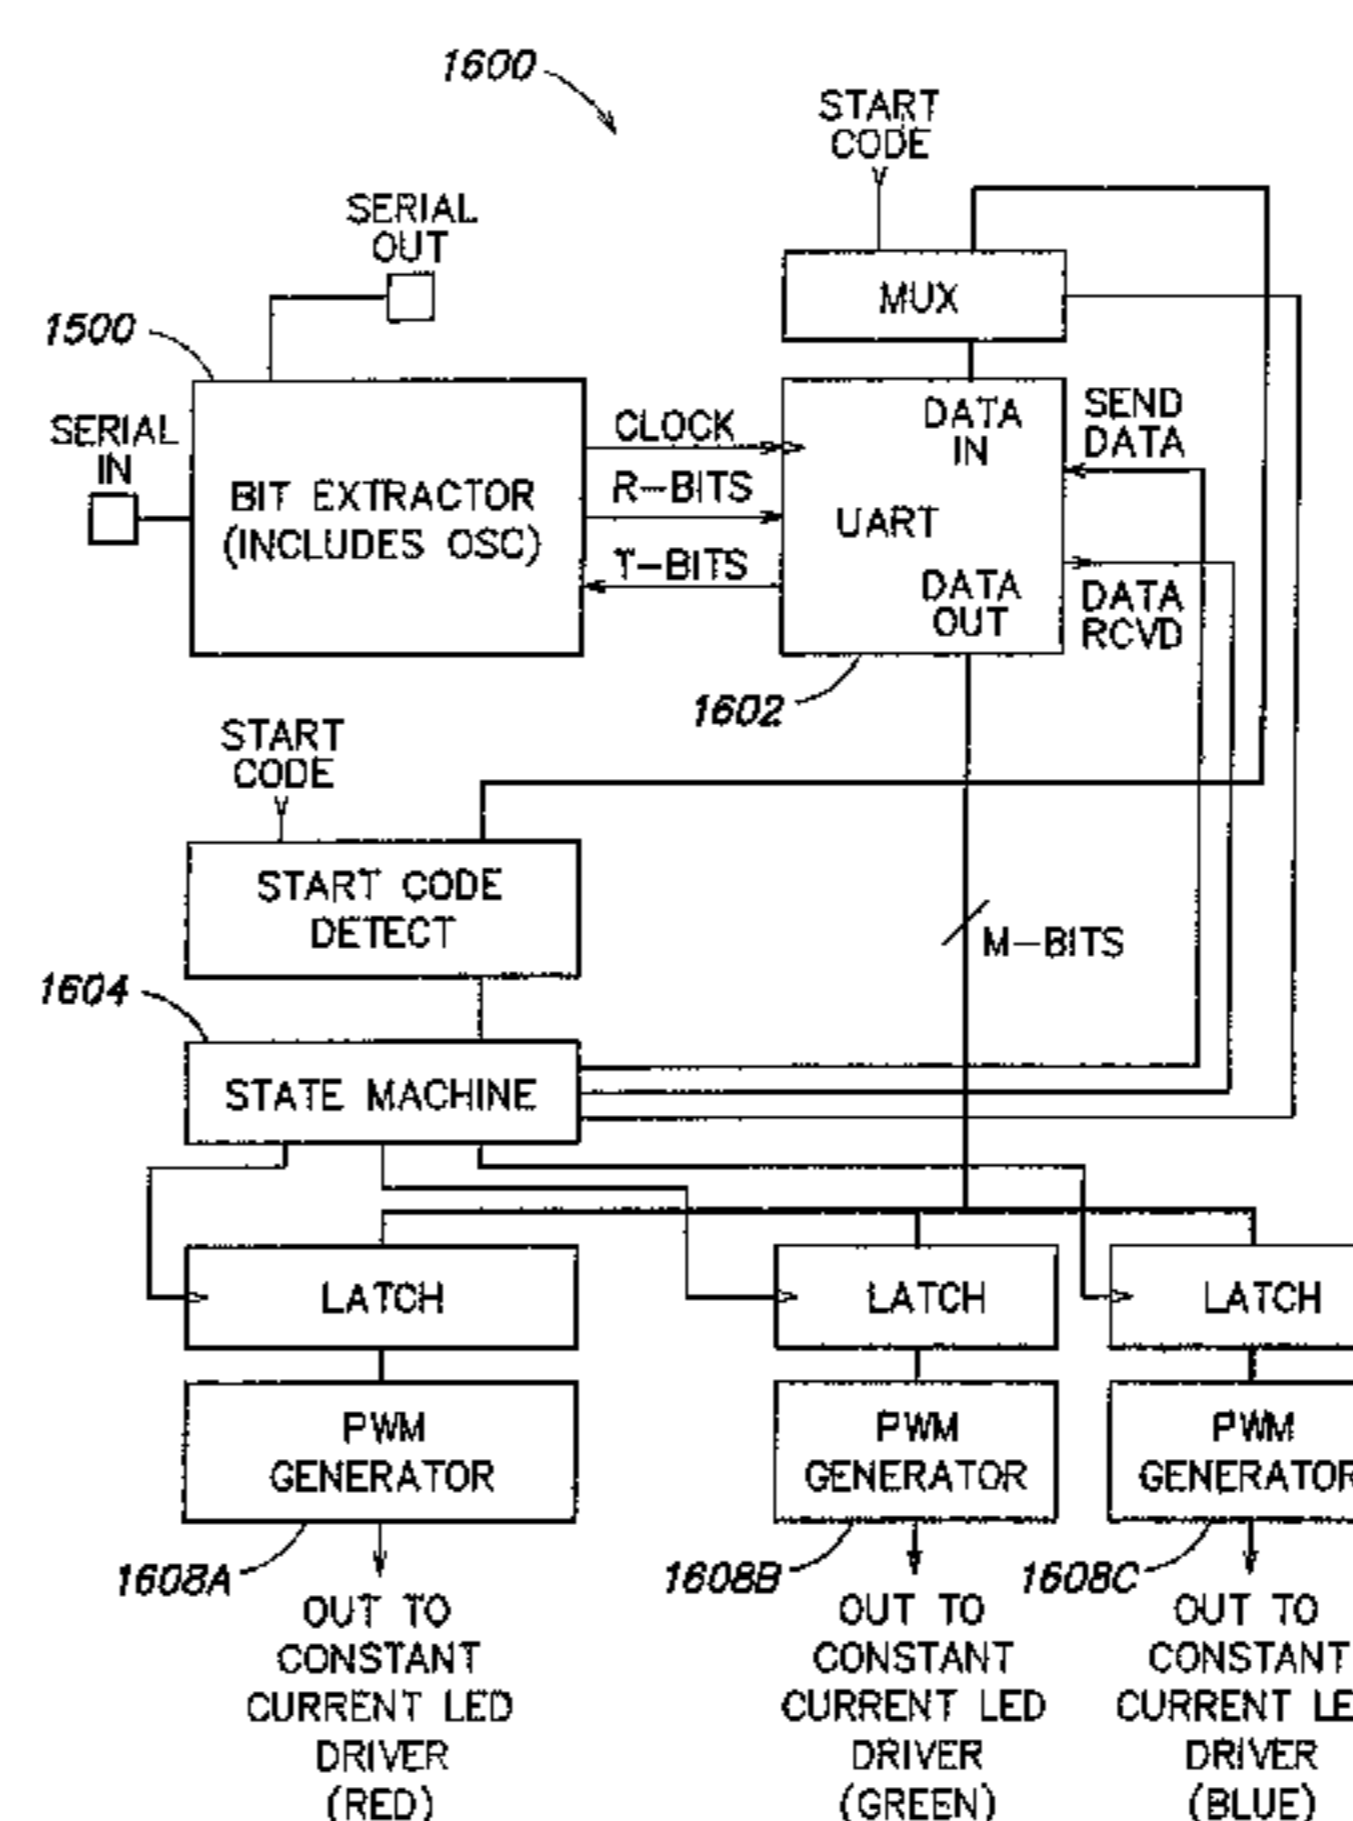 1600
START
CODE
SERIAL
OUT
MUX
1500
SERIAL
IN
BIT EXTRACTOR
(INCLUDES OSC)
CLOCK
R-BITS
T-BITS
DATA
IN
UART
DATA
OUT
SEND
DATA
DATA
RCVD
1602
START
CODE
START CODE
DETECT
M-BITS
1604
STATE MACHINE
LATCH
LATCH
LATCH
PWM
GENERATOR
PWM
GENERATOR
PWM
GENERATOR
1608A
1608B
1608C
OUT TO
CONSTANT
CURRENT LED
DRIVER
(RED)
OUT TO
CONSTANT
CURRENT LED
DRIVER
(GREEN)
OUT TO
CONSTANT
CURRENT LE
DRIVER
(BLUE)